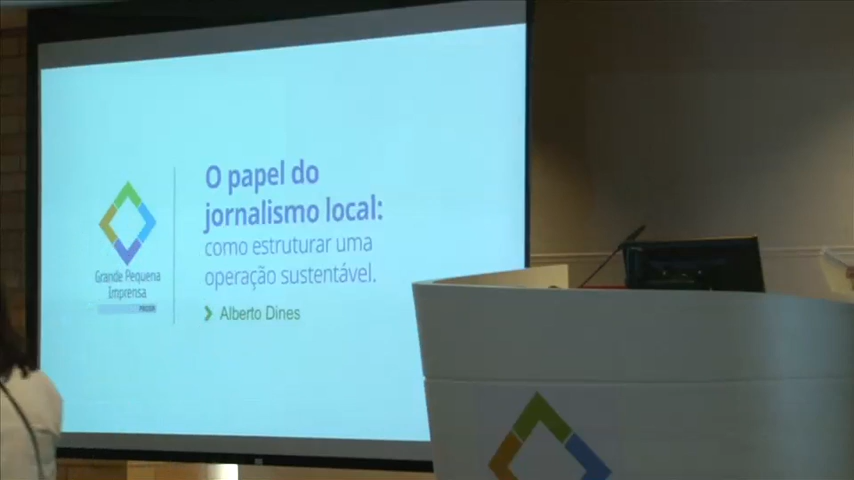 O papel do
jornalismo local:
como estruturar uma
operação sustentável.
Alberto Dines
Grande Pequena
Imprensa